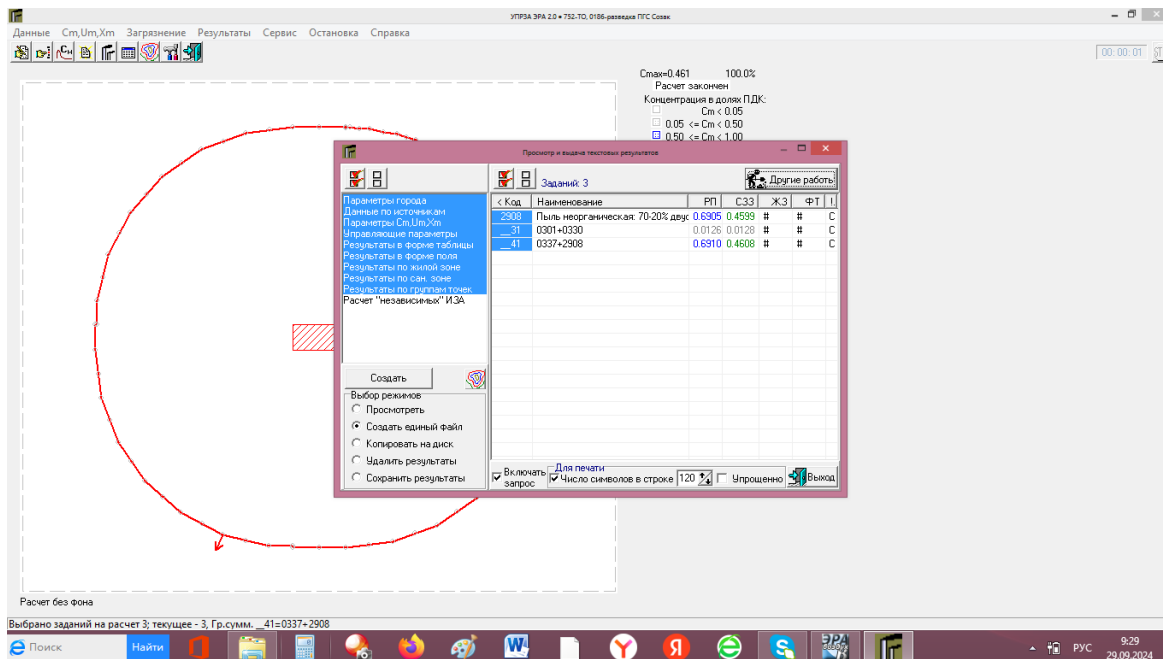 УПРЗА ЭРА 2.0 • 752-ТО, 0186-разведка ПГС Созак
Данные Cm,Um,Xm Загрязнение Результаты Сервис Остановка Справка
00: 00: 01
Cmax=0.461 100.0%
Расчет закончен
Концентрация в долях ПДК:
Cm < 0.05
0.05 <= Cm < 0.50
0.50 <= Cm < 1.00
Просмотр и выдача текстовых результатов
Заданий: 3
Другие работы
Параметры города
Данные по источникам
Параметры Cm,Um,Xm
Управляющие параметры
Результаты в форме таблицы
Результаты в форме поля
Результаты по жилой зоне
Результаты по сан. зоне
Результаты по группам точек
Расчет "независимых" ИЗА
< Код Наименование РП СЗЗ ЖЗ ФТ
2908 Пыль неорганическая: 70-20% двус 0.6905 0.4599 # # С
__31 0301+0330 0.0126 0.0128 # # С
__41 0337+2908 0.6910 0.4608 # # С
Создать
Выбор режимов
Просмотреть
Создать единый файл
Копировать на диск
Удалить результаты
Сохранить результаты
Включать запрос
Для печати
Число символов в строке 120 Упрощенно
Выход
Расчет без фона
Выбрано заданий на расчет 3; текущее - 3, Гр.сумм. __41=0337+2908
Поиск Найти
РУС
9:29
29.09.2024